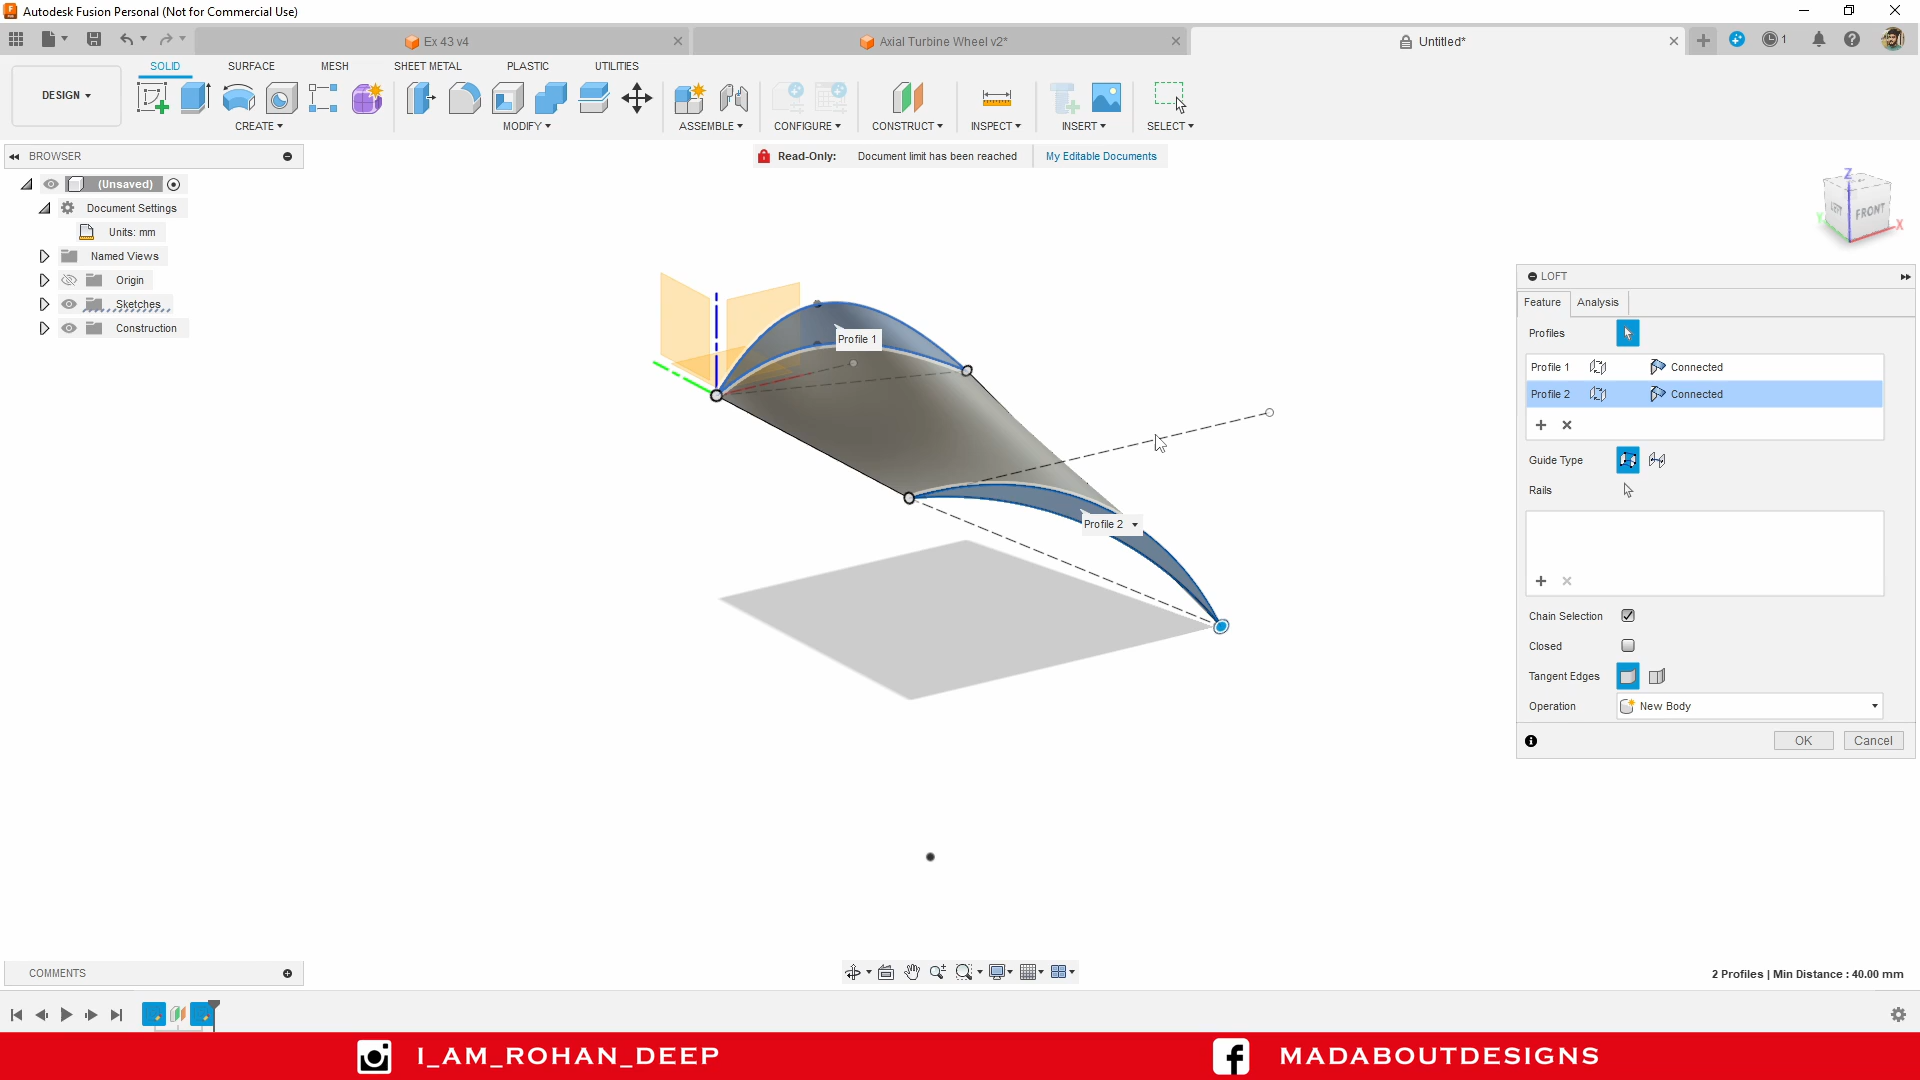 Autodesk Fusion Personal (Not for Commercial Use)
Ex 43 v4
Axial Turbine Wheel v2*
Untitled*
1
DESIGN
SOLID
SURFACE
MESH
SHEET METAL
PLASTIC
UTILITIES
CREATE
MODIFY
ASSEMBLE
CONFIGURE
CONSTRUCT
INSPECT
INSERT
SELECT
BROWSER
Read-Only: Document limit has been reached
My Editable Documents
(Unsaved)
Document Settings
Units: mm
Named Views
Origin
Sketches
Construction
Z
LEFT
FRONT
X
Y
Profile 1
Profile 2
LOFT
Feature
Analysis
Profiles
Profile 1 Connected
Profile 2 Connected
Guide Type
Rails
Chain Selection
Closed
Tangent Edges
Operation
New Body
OK
Cancel
COMMENTS
2 Profiles | Min Distance : 40.00 mm
I_AM_ROHAN_DEEP
MADABOUTDESIGNS